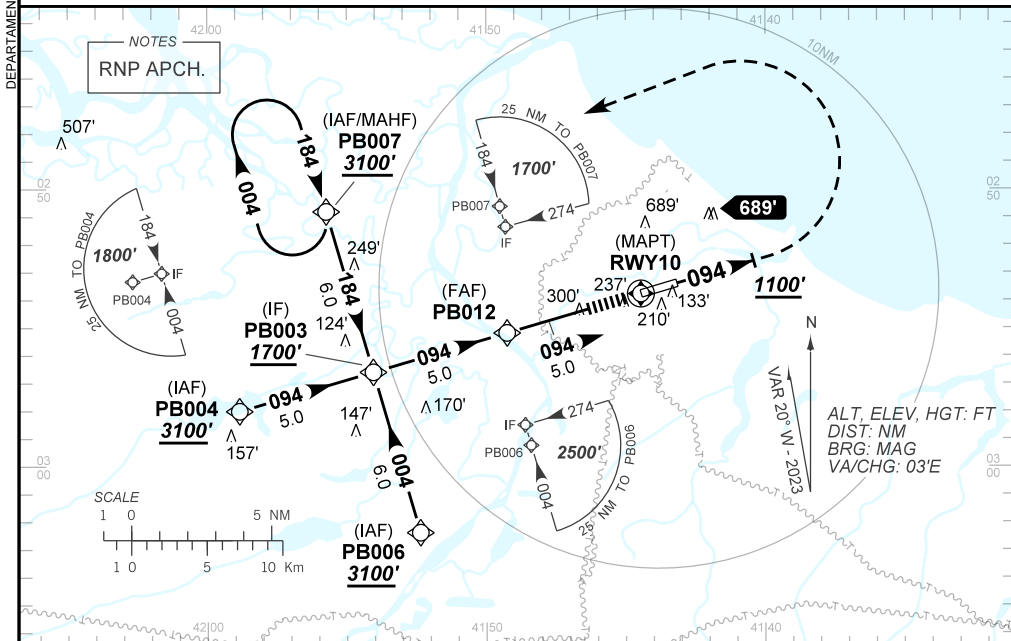 DEPARTAMEN
42°00
41°50
41°40
NOTES
RNP APCH.
10NM
507'
(IAF/MAHF)
PB007
3100'
184
004
25 NM TO PB007
184
1700'
PB007
274
IF
02
50
02
50
689'
689'
25 NM TO PB004
184
1800'
IF
PB004
004
249'
184
6.0
(MAPT)
RWY10
094
1100'
237'
300'
133'
210'
(FAF)
PB012
124'
(IF)
PB003
1700'
094
5.0
094
5.0
N
VAR 20° W - 2023
(IAF)
PB004
3100'
094
5.0
147'
170'
157'
274
IF
PB006
2500'
004
25 NM TO PB006
ALT, ELEV, HGT: FT
DIST: NM
BRG: MAG
VA/CHG: 03'E
03
00
03
00
004
6.0
SCALE
1 0 5 NM
1 0 5 10 Km
(IAF)
PB006
3100'
42°00
41°50
41°40